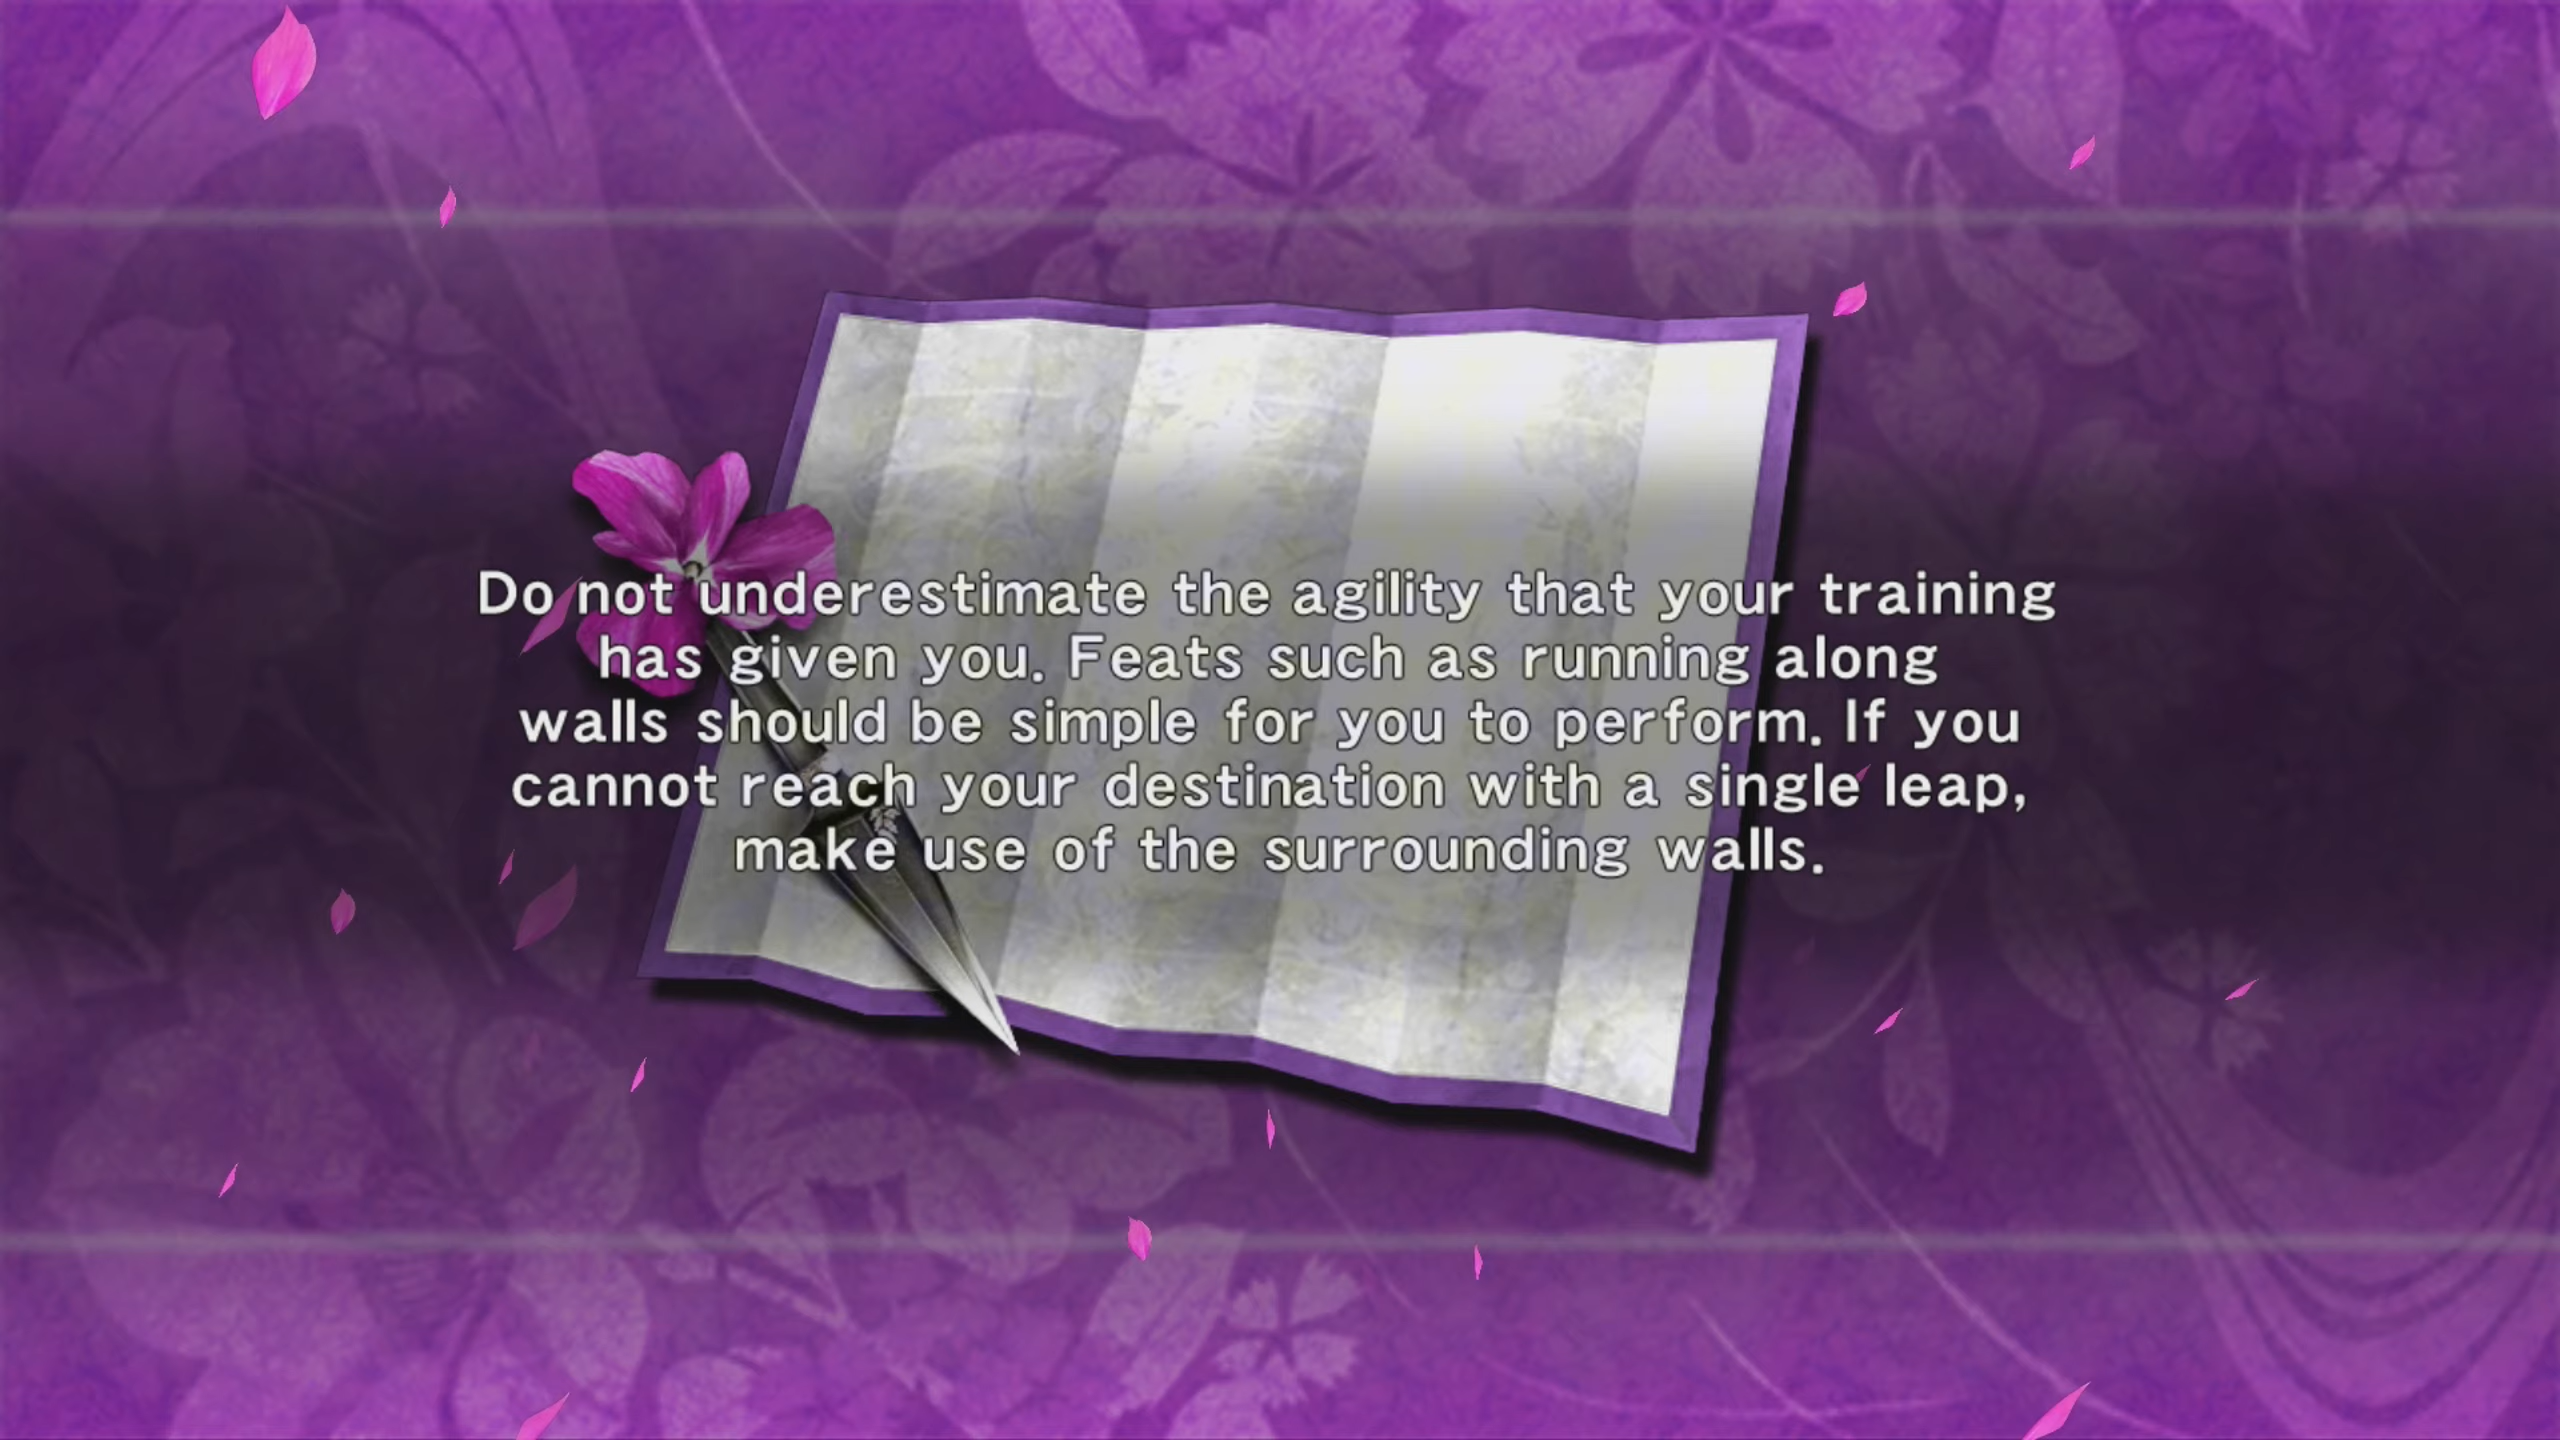 Do not underestimate the agility that your training
has given you. Feats such as running along
walls should be simple for you to perform. If you
cannot reach your destination with a single leap,
make use of the surrounding walls.